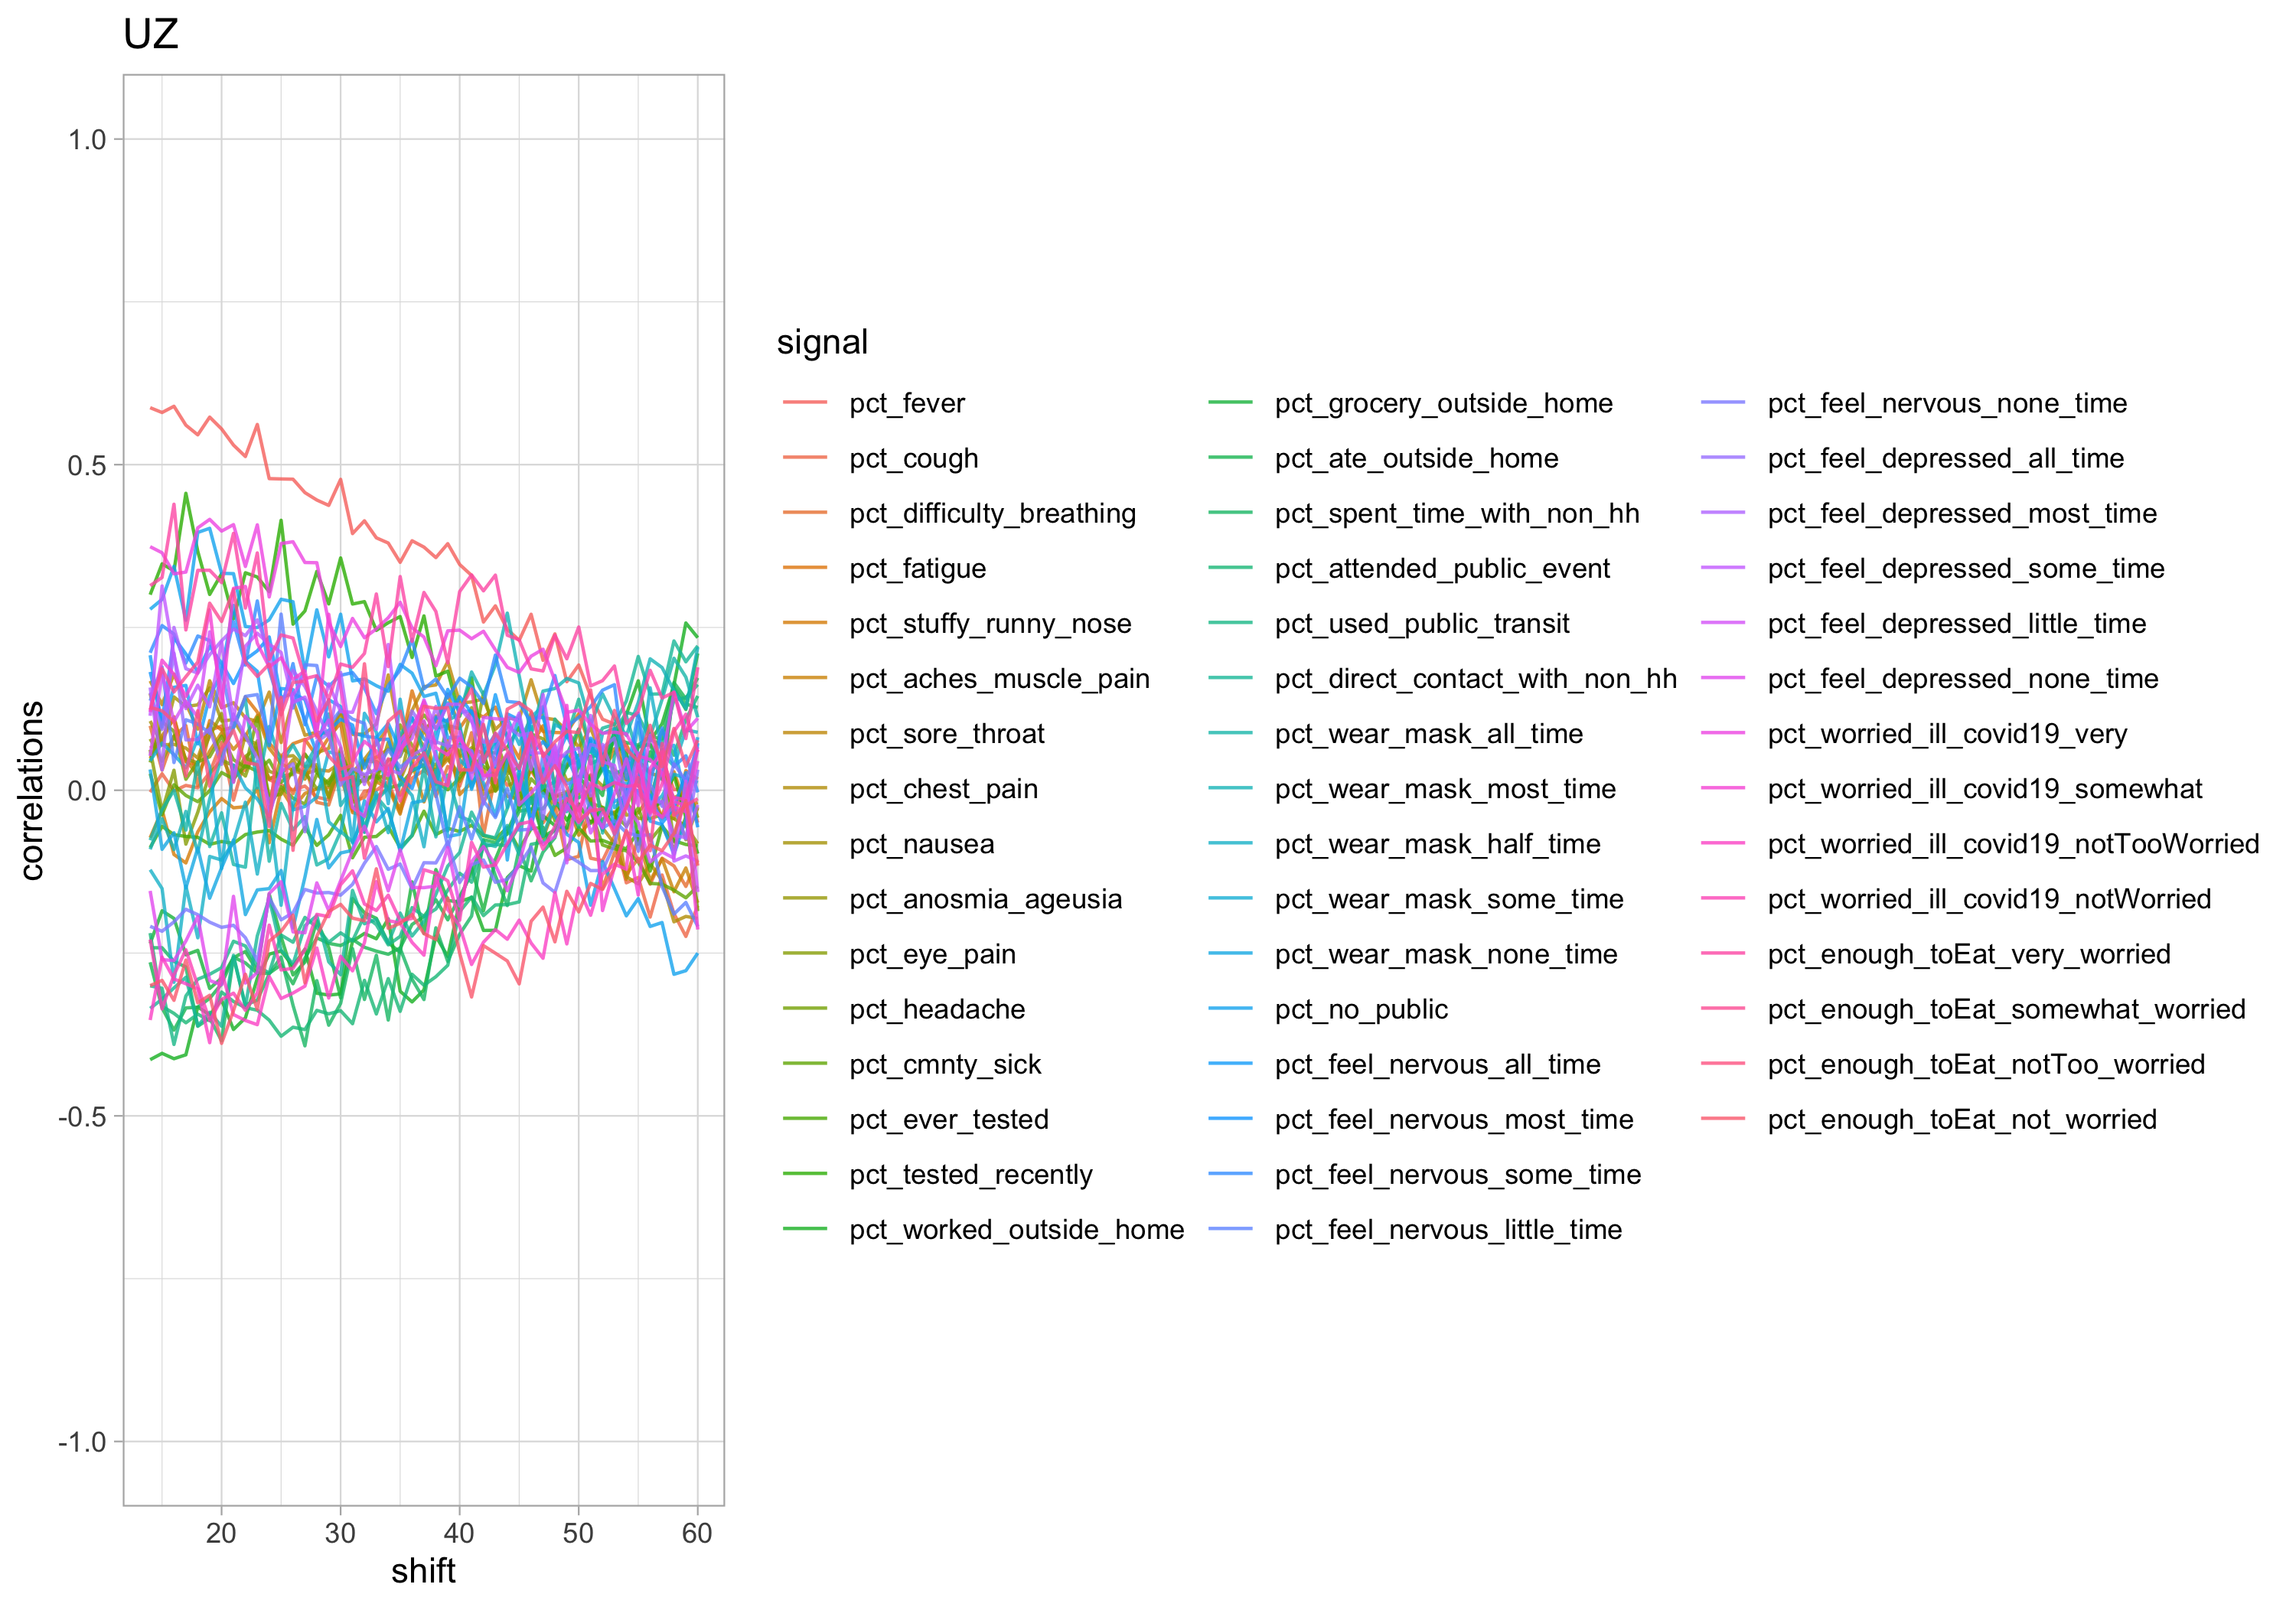 UZ
1.0
0.5
0.0
-0.5
-1.0
correlations
20 30 40 50 60
shift
signal
pct_fever
pct_cough
pct_difficulty_breathing
pct_fatigue
pct_stuffy_runny_nose
pct_aches_muscle_pain
pct_sore_throat
pct_chest_pain
pct_nausea
pct_anosmia_ageusia
pct_eye_pain
pct_headache
pct_cmnty_sick
pct_ever_tested
pct_tested_recently
pct_worked_outside_home
pct_grocery_outside_home
pct_ate_outside_home
pct_spent_time_with_non_hh
pct_attended_public_event
pct_used_public_transit
pct_direct_contact_with_non_hh
pct_wear_mask_all_time
pct_wear_mask_most_time
pct_wear_mask_half_time
pct_wear_mask_some_time
pct_wear_mask_none_time
pct_no_public
pct_feel_nervous_all_time
pct_feel_nervous_most_time
pct_feel_nervous_some_time
pct_feel_nervous_little_time
pct_feel_nervous_none_time
pct_feel_depressed_all_time
pct_feel_depressed_most_time
pct_feel_depressed_some_time
pct_feel_depressed_little_time
pct_feel_depressed_none_time
pct_worried_ill_covid19_very
pct_worried_ill_covid19_somewhat
pct_worried_ill_covid19_notTooWorried
pct_worried_ill_covid19_notWorried
pct_enough_toEat_very_worried
pct_enough_toEat_somewhat_worried
pct_enough_toEat_notToo_worried
pct_enough_toEat_not_worried